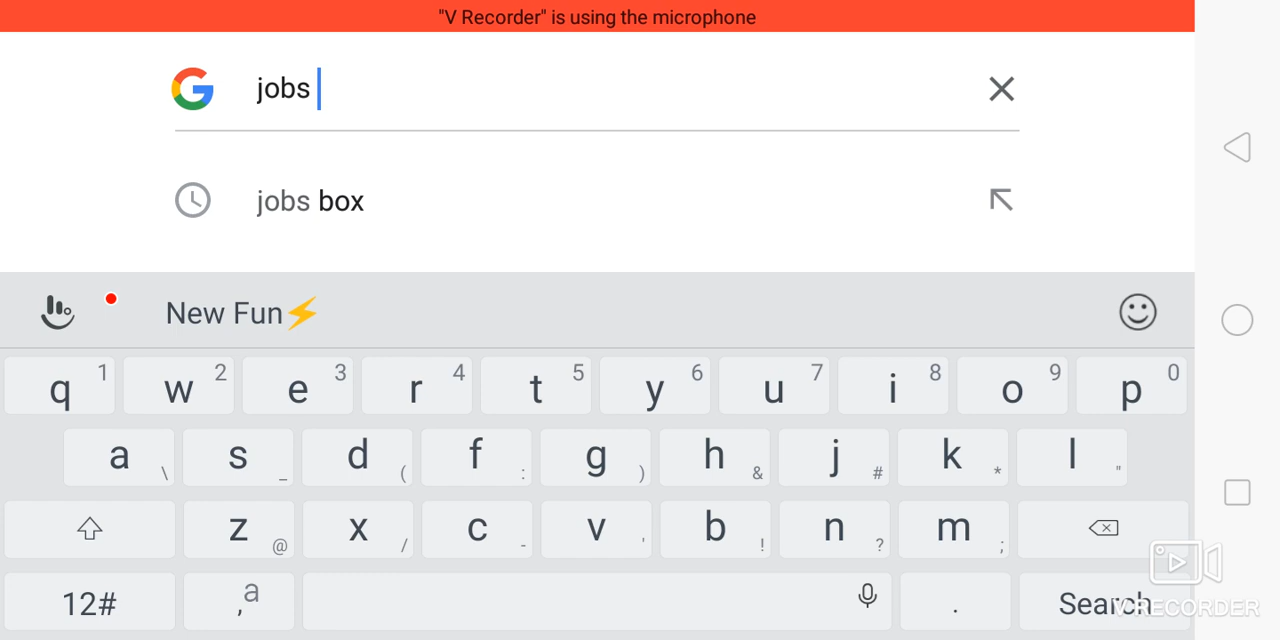 "V Recorder" is using the microphone
jobs
jobs box
New Fun⚡
q 1 w 2 e 3 r 4 t 5 y 6 u 7 i 8 o 9 p 0
a \ s _ d ( f : g ) h & j # k * l "
z @ x / c - v ' b ! n ? m ;
12# , a . Search
V RECORDER